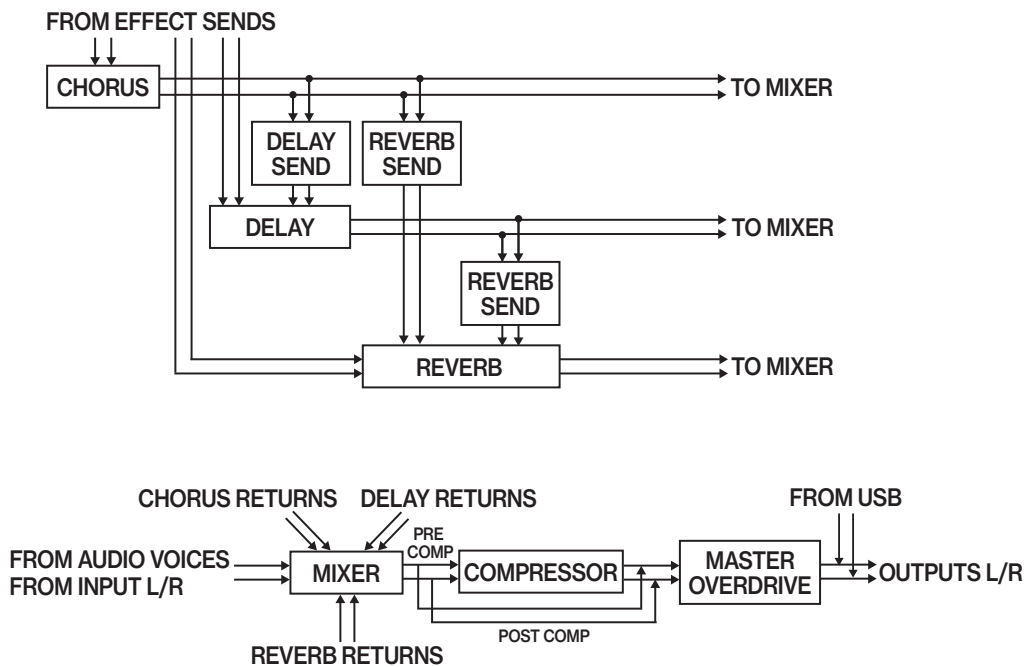 FROM EFFECT SENDS
CHORUS
TO MIXER
DELAY
SEND
REVERB
SEND
DELAY
TO MIXER
REVERB
SEND
REVERB
TO MIXER
CHORUS RETURNS
DELAY RETURNS
FROM USB
PRE
COMP
FROM AUDIO VOICES
FROM INPUT L/R
MIXER
COMPRESSOR
MASTER
OVERDRIVE
OUTPUTS L/R
POST COMP
REVERB RETURNS